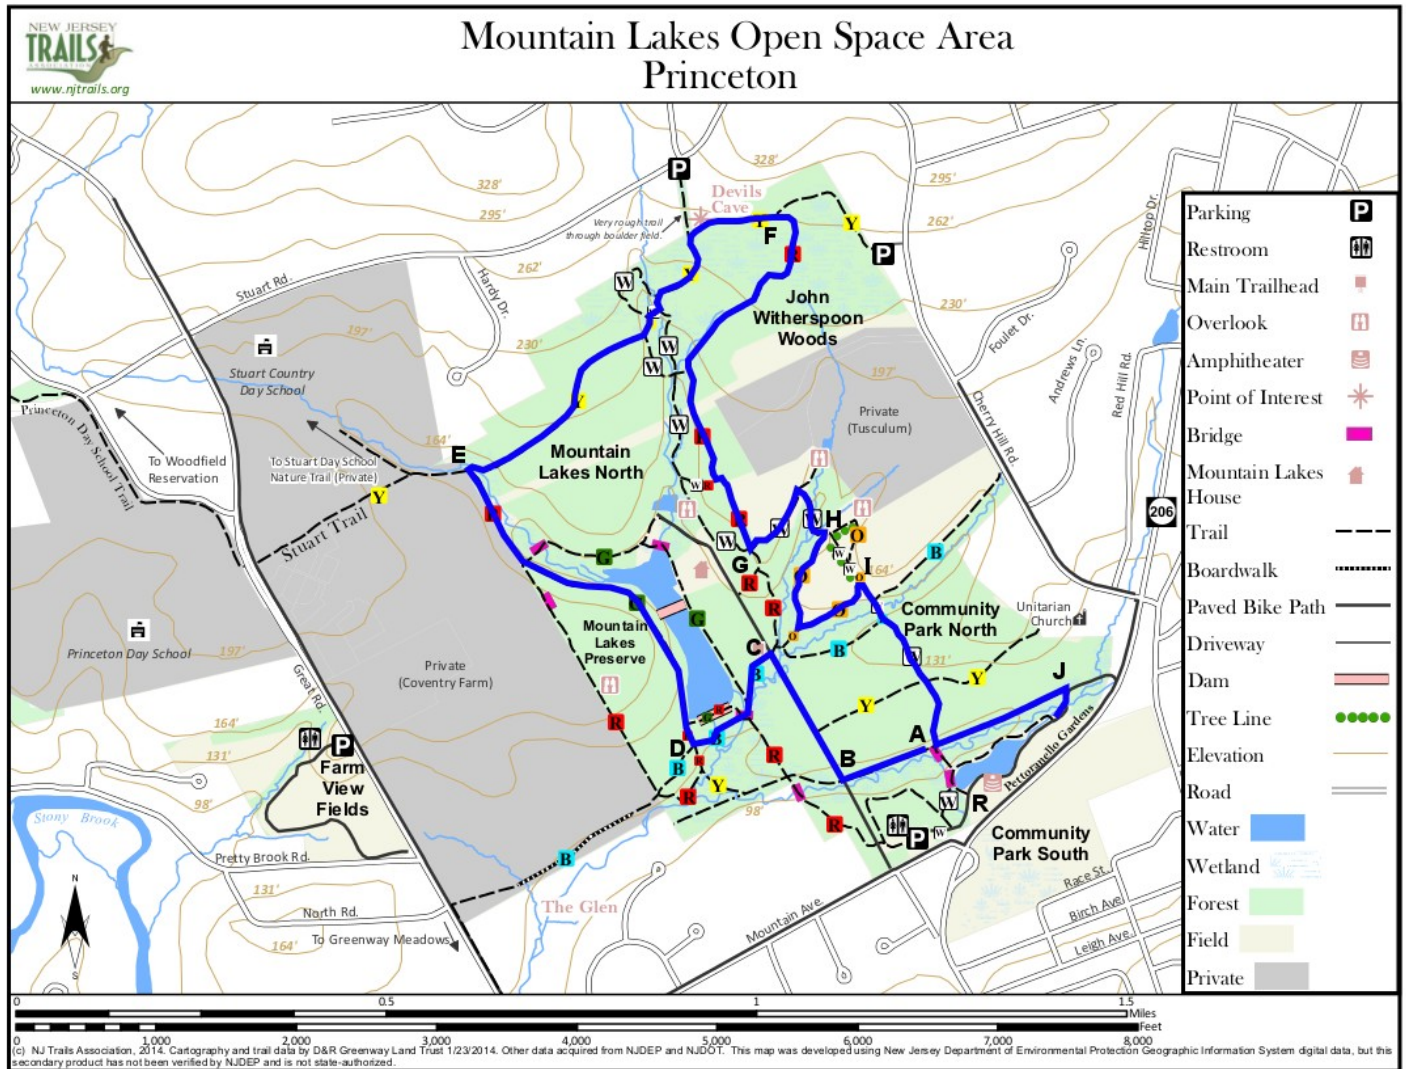 NEW JERSEY
TRAILS
ASSOCIATION
www.njtrails.org
Mountain Lakes Open Space Area
Princeton
328'
328'
295'
295'
262'
262'
230'
230'
197'
197'
164'
Devils
Cave
Very rough trail
through boulder field.
P
P
Y
Y
F
R
W
Hilltop Dr.
Stuart Rd.
Hardy Dr.
John
Witherspoon
Woods
Foulet Dr.
Andrews Ln.
Red Hill Rd.
Cherry Hill Rd.
Stuart Country
Day School
Princeton Day School Trail
To Woodfield
Reservation
To Stuart Day School
Nature Trail (Private)
E
Mountain
Lakes North
Private
(Tusculum)
W
W
W
W
R
R
Y
Y
Stuart Trail
R
R
W
W
W
H
O
W
W
I
O
O
O
O
164'
B
206
G
G
G
R
R
Mountain
Lakes
Preserve
Community
Park North
Unitarian
Church
Princeton Day School
197'
Private
(Coventry Farm)
Great Rd.
C
B
B
W
131'
Y
Y
J
A
B
G
R
R
D
B
B
R
R
Y
R
R
98'
W
R
W
P
Pettoranello Gardens
Community
Park South
164'
131'
98'
P
Farm
View
Fields
Stony Brook
Pretty Brook Rd.
131'
North Rd.
164'
To Greenway Meadows
B
The Glen
Mountain Ave.
Race St.
Birch Ave.
Leigh Ave.
N
S
Parking
P
Restroom
Main Trailhead
Overlook
Amphitheater
Point of Interest
Bridge
Mountain Lakes
House
Trail
Boardwalk
Paved Bike Path
Driveway
Dam
Tree Line
Elevation
Road
Water
Wetland
Forest
Field
Private
0 0.5 1 1.5
Miles
Feet
0 1,000 2,000 3,000 4,000 5,000 6,000 7,000 8,000
(c) NJ Trails Association, 2014. Cartography and trail data by D&R Greenway Land Trust 1/23/2014. Other data acquired from NJDEP and NJDOT. This map was developed using New Jersey Department of Environmental Protection Geographic Information System digital data, but this
secondary product has not been verified by NJDEP and is not state-authorized.